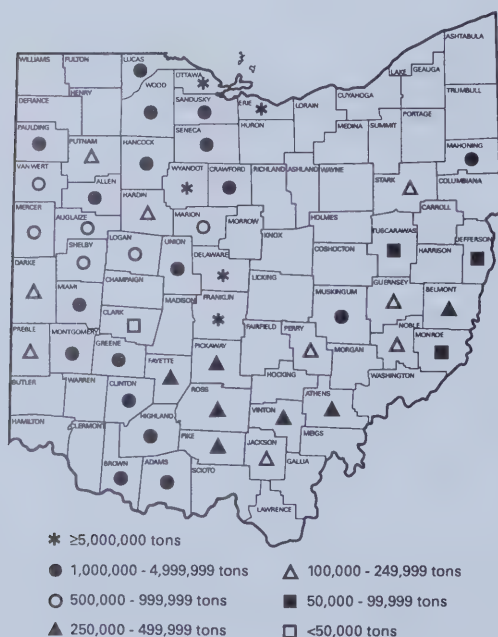 ASHTABULA
WILLIAMS FULTON LUCAS
OTTAWA LAKE GEAUGA
WOOD
HENRY SANDUSKY ERIE CUYAHOGA TRUMBULL
DEFIANCE LORAIN
PORTAGE
PAULDING SENECA HURON MEDINA SUMMIT
PUTNAM HANCOCK MAHONING
VAN WERT WYANDOT CRAWFORD RICHLAND ASHLAND WAYNE COLUMBIANA
ALLEN STARK
HARDIN
MERCER AUGLAIZE MARION CARROLL
MORROW HOLMES TUSCARAWAS JEFFERSON
LOGAN KNOX
SHELBY UNION COSHOCTON HARRISON
DELAWARE
DARKE CHAMPAIGN LICKING GUERNSEY BELMONT
MIAMI FRANKLIN MUSKINGUM
CLARK MADISON
PREBLE MONTGOMERY FAIRFIELD PERRY NOBLE MONROE
GREENE PICKAWAY MORGAN
FAYETTE
BUTLER WARREN HOCKING WASHINGTON
CLINTON ROSS ATHENS
VINTON
HAMILTON CLERMONT HIGHLAND PIKE MEIGS
JACKSON
BROWN ADAMS SCIOTO GALLIA
LAWRENCE
≥5,000,000 tons
1,000,000 - 4,999,999 tons 100,000 - 249,999 tons
500,000 - 999,999 tons 50,000 - 99,999 tons
250,000 - 499,999 tons <50,000 tons